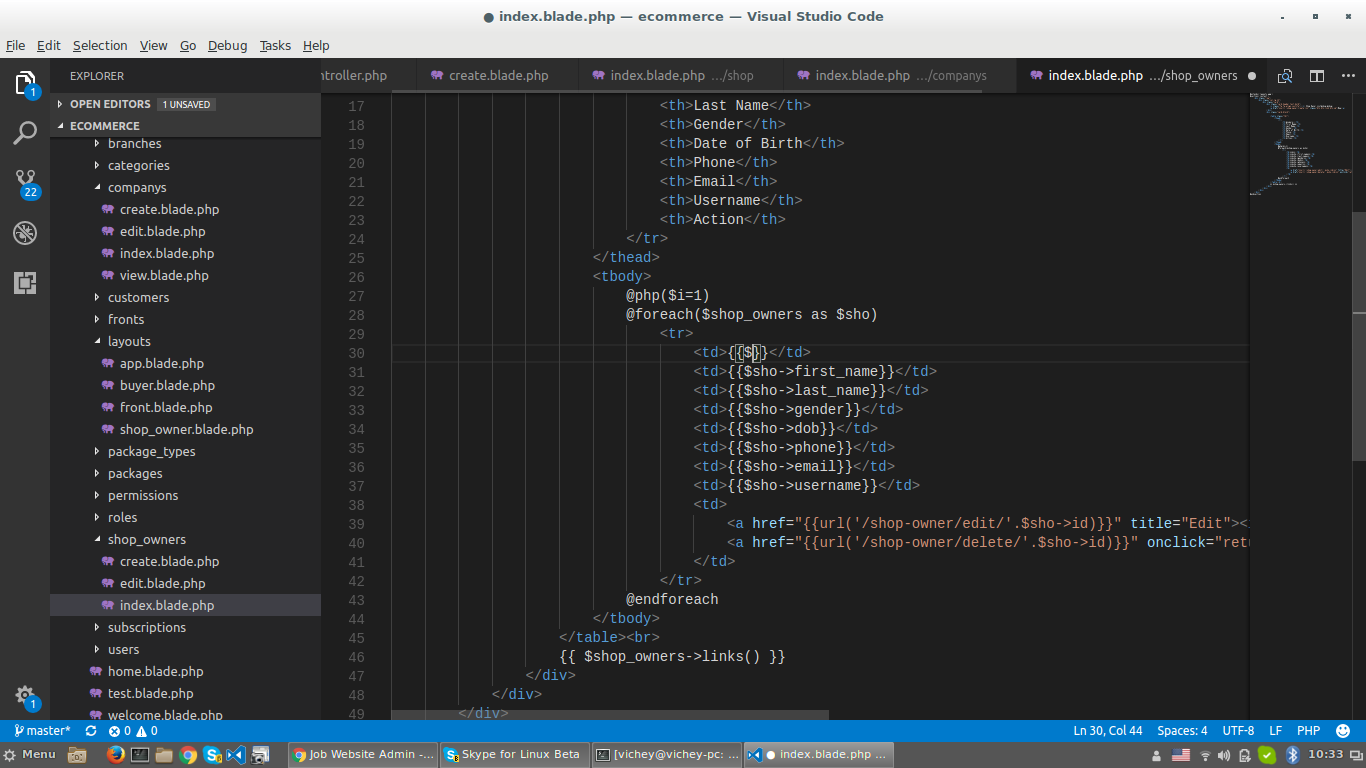 ● index.blade.php — ecommerce — Visual Studio Code
File Edit Selection View Go Debug Tasks Help
EXPLORER
OPEN EDITORS 1 UNSAVED
ECOMMERCE
branches
categories
companys
create.blade.php
edit.blade.php
index.blade.php
view.blade.php
customers
fronts
layouts
app.blade.php
buyer.blade.php
front.blade.php
shop_owner.blade.php
package_types
packages
permissions
roles
shop_owners
create.blade.php
edit.blade.php
index.blade.php
subscriptions
users
home.blade.php
test.blade.php
welcome.blade.php
1
22
1
ntroller.php create.blade.php index.blade.php …/shop index.blade.php …/companys index.blade.php …/shop_owners ●
17 <th>Last Name</th>
18 <th>Gender</th>
19 <th>Date of Birth</th>
20 <th>Phone</th>
21 <th>Email</th>
22 <th>Username</th>
23 <th>Action</th>
24 </tr>
25 </thead>
26 <tbody>
27 @php($i=1)
28 @foreach($shop_owners as $sho)
29 <tr>
30 <td>{{$}}</td>
31 <td>{{$sho->first_name}}</td>
32 <td>{{$sho->last_name}}</td>
33 <td>{{$sho->gender}}</td>
34 <td>{{$sho->dob}}</td>
35 <td>{{$sho->phone}}</td>
36 <td>{{$sho->email}}</td>
37 <td>{{$sho->username}}</td>
38 <td>
39 <a href="{{url('/shop-owner/edit/'.$sho->id)}}" title="Edit"><
40 <a href="{{url('/shop-owner/delete/'.$sho->id)}}" onclick="retu
41 </td>
42 </tr>
43 @endforeach
44 </tbody>
45 </table><br>
46 {{ $shop_owners->links() }}
47 </div>
48 </div>
49 </div>
master* 0 0 Ln 30, Col 44 Spaces: 4 UTF-8 LF PHP
Menu Job Website Admin -... Skype for Linux Beta [vichey@vichey-pc: ... ● index.blade.php ... 10:33